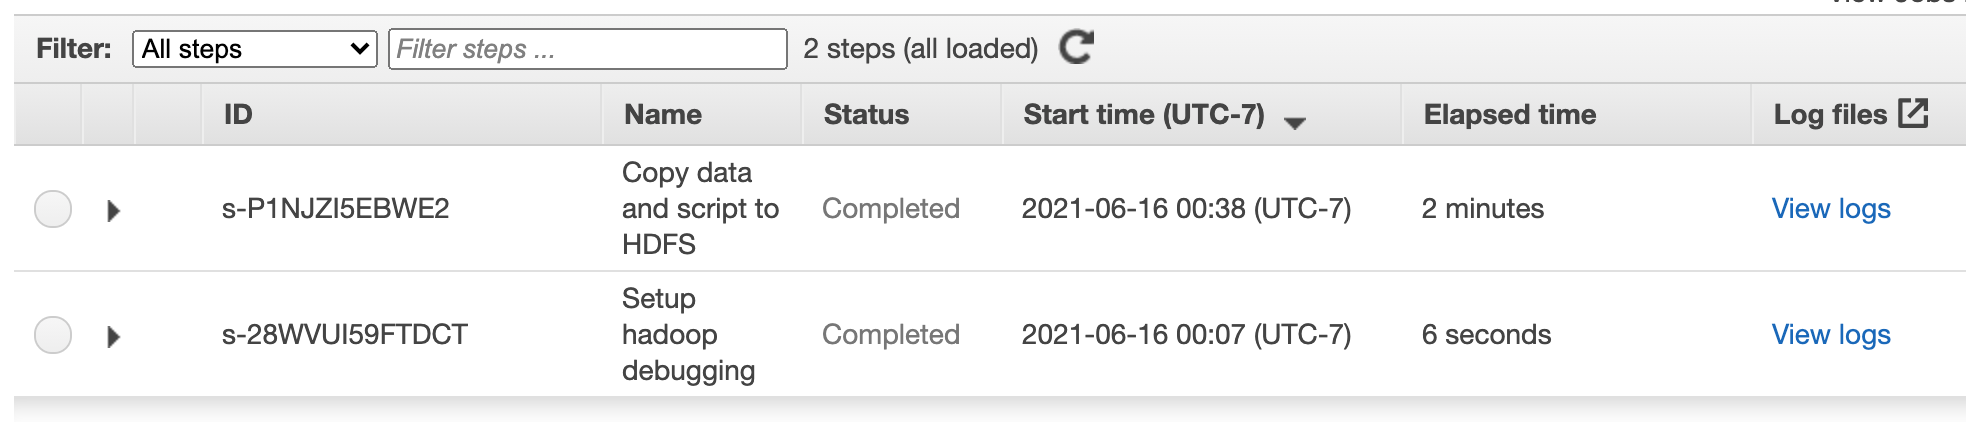 Filter: All steps Filter steps ... 2 steps (all loaded)
ID Name Status Start time (UTC-7) Elapsed time Log files
Copy data
s-P1NJZI5EBWE2 and script to Completed 2021-06-16 00:38 (UTC-7) 2 minutes View logs
HDFS
Setup
s-28WVUI59FTDCT hadoop Completed 2021-06-16 00:07 (UTC-7) 6 seconds View logs
debugging